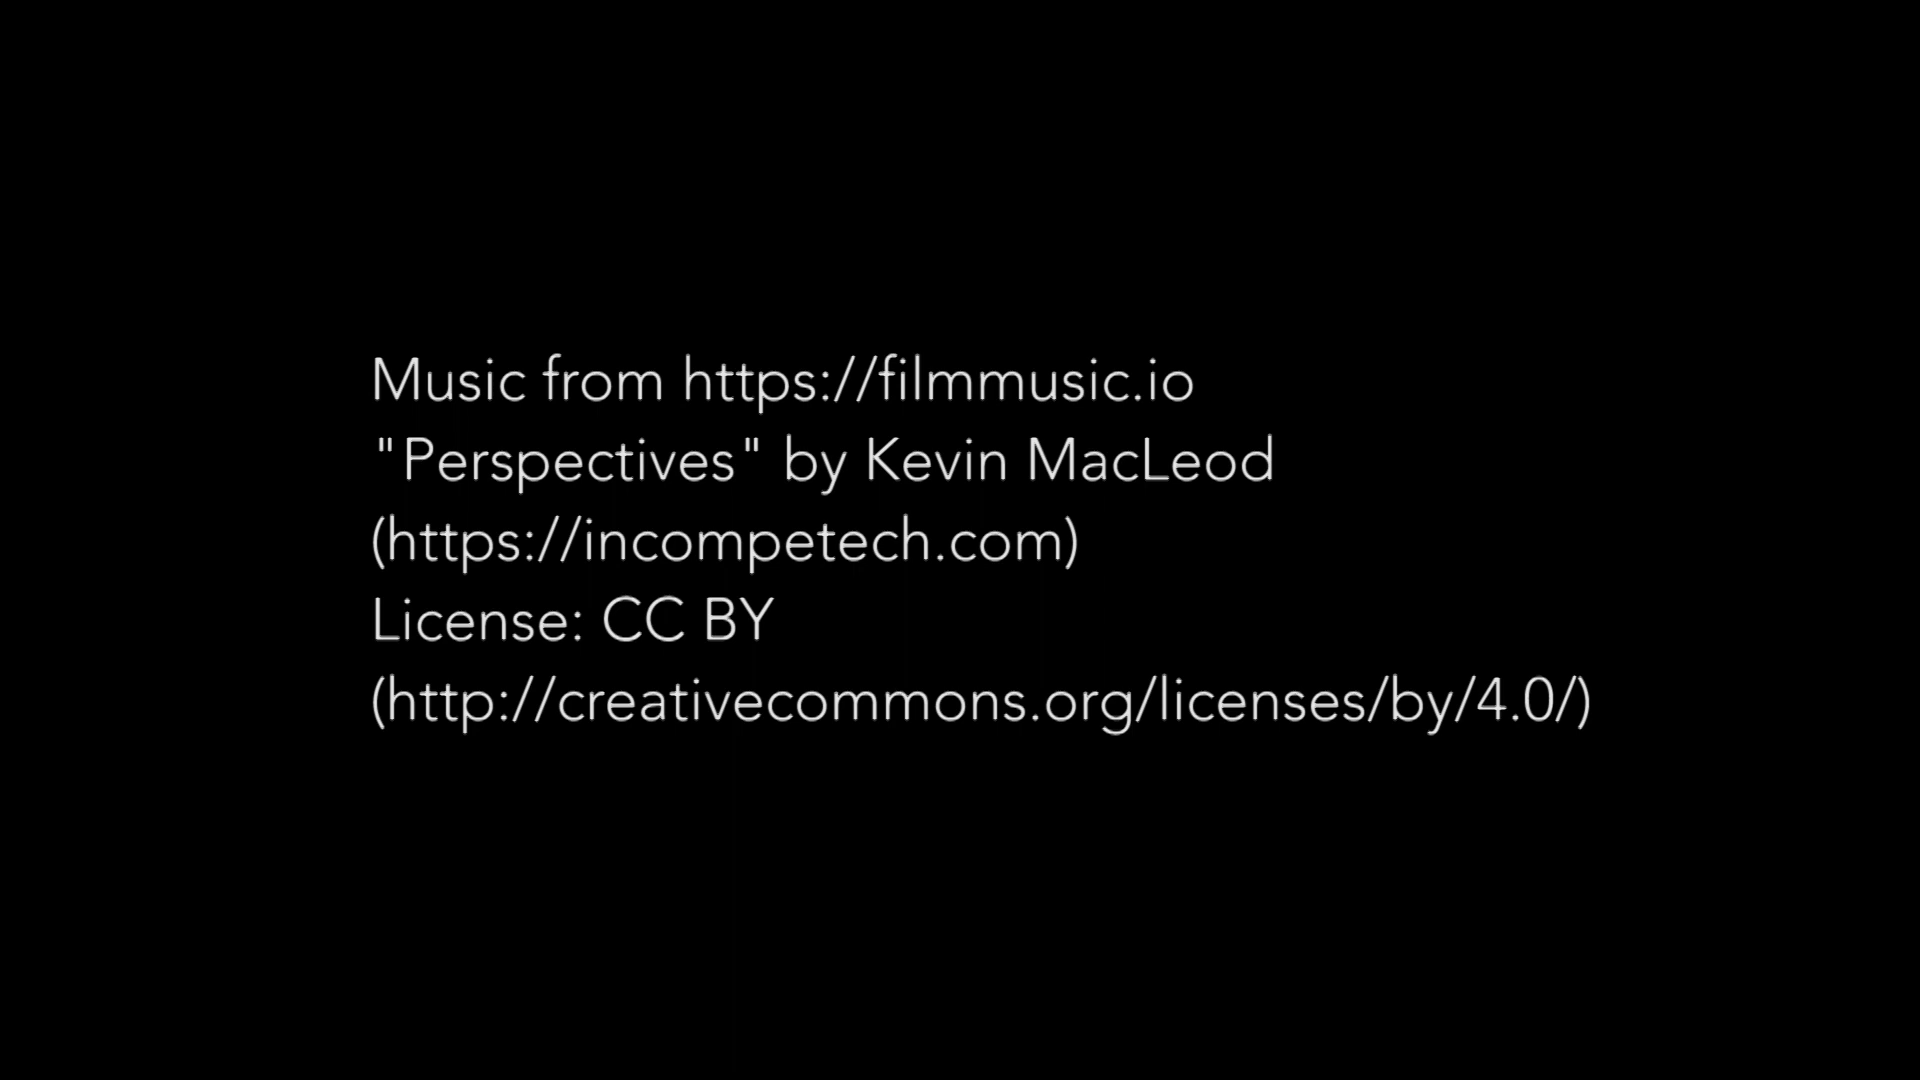 Music from https://filmmusic.io
"Perspectives" by Kevin MacLeod
(https://incompetech.com)
License: CC BY
(http://creativecommons.org/licenses/by/4.0/)